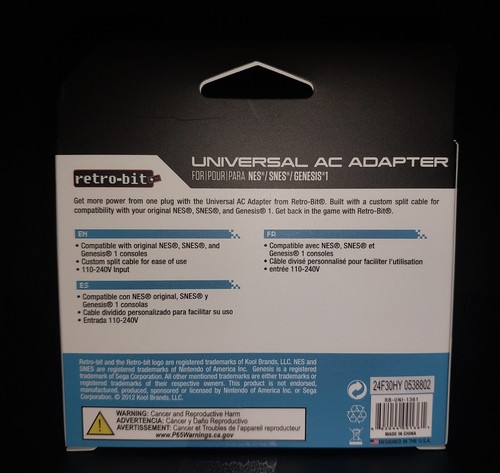 retro-bit
UNIVERSAL AC ADAPTER
FOR|POUR|PARA NES®/SNES®/GENESIS®1
Get more power from one plug with the Universal AC Adapter from Retro-Bit®. Built with a custom split cable for
compatibility with your original NES®, SNES®, and Genesis® 1. Get back in the game with Retro-Bit®.
EN
• Compatible with original NES®, SNES®, and
Genesis® 1 consoles
• Custom split cable for ease of use
• 110-240V Input
FR
• Compatible avec NES®, SNES® et
Genesis® 1 consoles
• Câble divisé personnalisé pour faciliter l'utilisation
• entrée 110-240V
ES
• Compatible con NES® original, SNES® y
Genesis® 1 consolas
• Cable dividido personalizado para facilitar su uso
• Entrada 110-240V
Retro-bit and the Retro-bit logo are registered trademarks of Kool Brands, LLC. NES and
SNES are registered trademarks of Nintendo of America Inc. Genesis is a registered
trademark of Sega Corporation. All other mentioned trademarks are either trademarks or
registered trademarks of their respective owners. This product is not endorsed,
manufactured, produced, or licensed by Nintendo of America Inc. or Sega
Corporation. © 2012 Kool Brands, LLC.
WARNING: Cancer and Reproductive Harm
ADVERTENCIA: Cáncer y Daño Reproductivo
AVERTISSEMENT: Cancer et Troubles de l'appareil reproducteur
www.P65Warnings.ca.gov
24F30HY 0538802
RB-UNI-1361
MADE IN CHINA
DESIGNED IN THE U.S.A.